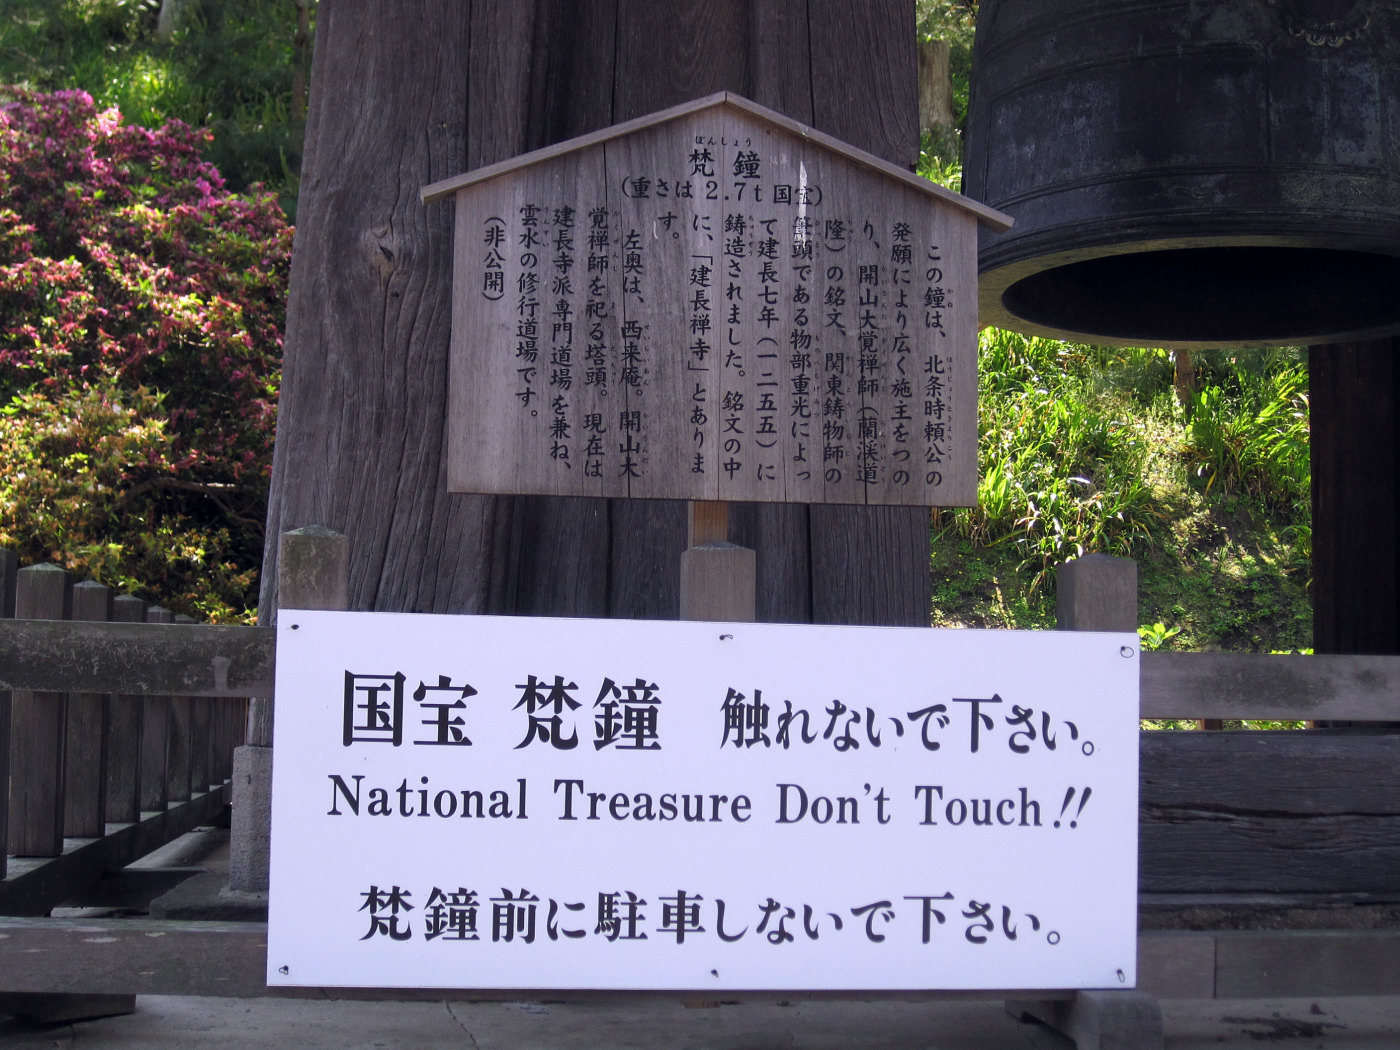 梵鐘
(重さは2.7t 国宝)
この鐘は、北条時頼公の
発願により広く施主をつの
り、開山大覚禅師(蘭渓道
隆)の銘文、関東鋳物師の
筆頭である物部重光によっ
て建長七年(一二五五)に
鋳造されました。銘文の中
に、「建長禅寺」とありま
す。
左奥は、西来庵。開山大
覚禅師を祀る塔頭。現在は
建長寺派専門道場を兼ね、
雲水の修行道場です。
(非公開)
国宝 梵鐘 触れないで下さい。
National Treasure Don't Touch!!
梵鐘前に駐車しないで下さい。